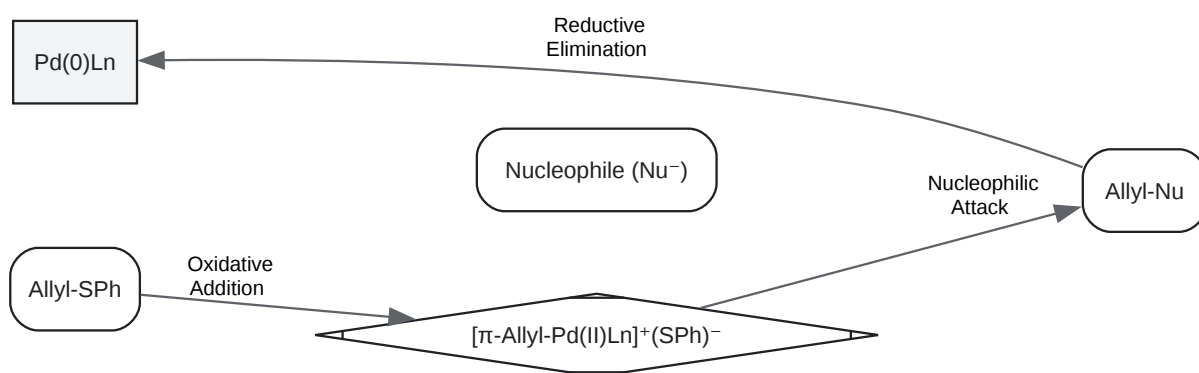 Reductive
Elimination
Pd(0)Ln
Nucleophile (Nu⁻)
Nucleophilic
Attack
Allyl-Nu
Oxidative
Addition
Allyl-SPh
[π-Allyl-Pd(II)Ln]⁺(SPh)⁻